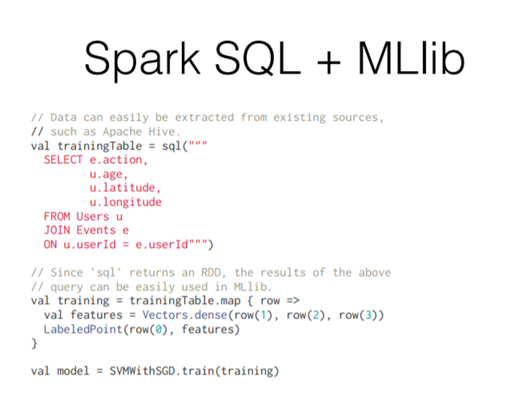 Spark SQL + MLlib
// Data can easily be extracted from existing sources,
// such as Apache Hive.
val trainingTable = sql("""
  SELECT e.action,
         u.age,
         u.latitude,
         u.longitude
  FROM Users u
  JOIN Events e
  ON u.userId = e.userId""")
// Since `sql` returns an RDD, the results of the above
// query can be easily used in MLlib.
val training = trainingTable.map { row =>
  val features = Vectors.dense(row(1), row(2), row(3))
  LabeledPoint(row(0), features)
}
val model = SVMWithSGD.train(training)